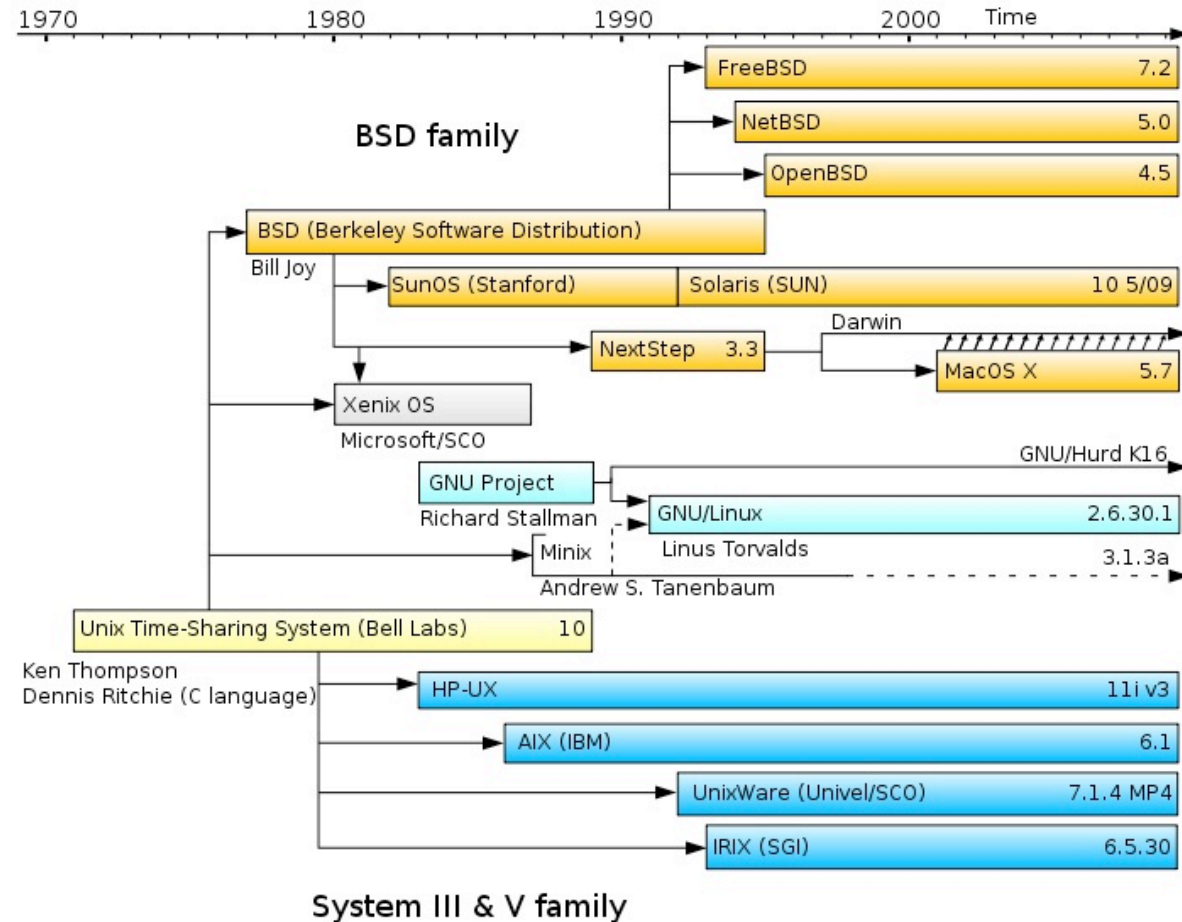 1970 1980 1990 2000 Time
FreeBSD 7.2
NetBSD 5.0
BSD family
OpenBSD 4.5
BSD (Berkeley Software Distribution)
Bill Joy
SunOS (Stanford) Solaris (SUN) 10 5/09
Darwin
NextStep 3.3
MacOS X 5.7
Xenix OS
Microsoft/SCO
GNU/Hurd K16
GNU Project
Richard Stallman
GNU/Linux 2.6.30.1
Linus Torvalds
Minix 3.1.3a
Andrew S. Tanenbaum
Unix Time-Sharing System (Bell Labs) 10
Ken Thompson
Dennis Ritchie (C language)
HP-UX 11i v3
AIX (IBM) 6.1
UnixWare (Univel/SCO) 7.1.4 MP4
IRIX (SGI) 6.5.30
System III & V family